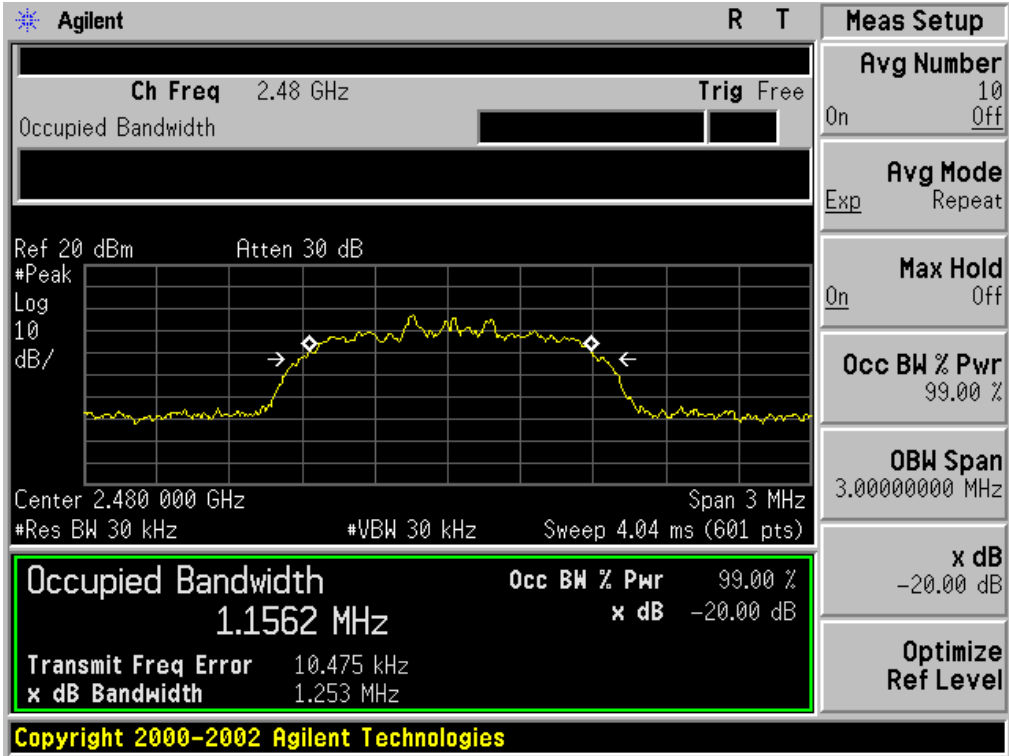 Agilent R T
Ch Freq 2.48 GHz Trig Free
Occupied Bandwidth
Ref 20 dBm Atten 30 dB
#Peak
Log
10
dB/
Center 2.480 000 GHz Span 3 MHz
#Res BW 30 kHz #VBW 30 kHz Sweep 4.04 ms (601 pts)
Occupied Bandwidth Occ BW % Pwr 99.00 %
1.1562 MHz x dB -20.00 dB
Transmit Freq Error 10.475 kHz
x dB Bandwidth 1.253 MHz
Copyright 2000-2002 Agilent Technologies
Meas Setup
Avg Number
10
On Off
Avg Mode
Exp Repeat
Max Hold
On Off
Occ BW % Pwr
99.00 %
OBW Span
3.00000000 MHz
x dB
-20.00 dB
Optimize
Ref Level